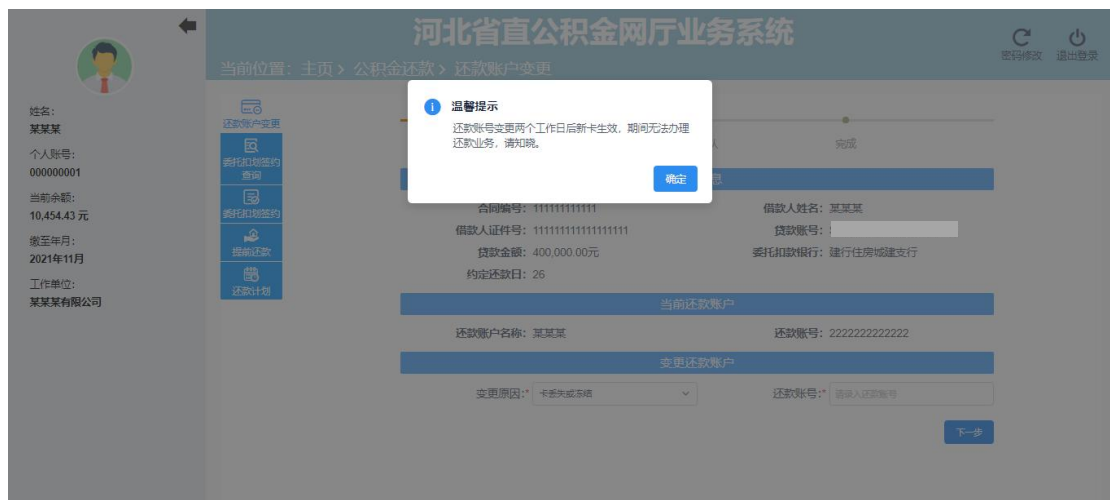 河北省直公积金网厅业务系统
密码修改 退出登录
当前位置：主页 > 公积金还款 > 还款账户变更
姓名：
某某某
个人账号：
000000001
当前余额：
10,454.43 元
缴至年月：
2021年11月
工作单位：
某某某有限公司
还款账户变更
委托扣划签约
查询
委托扣划签约
提前还款
还款计划
温馨提示
还款账号变更两个工作日后新卡生效，期间无法办理
还款业务，请知晓。
确定
完成
息
合同编号：111111111111 借款人姓名：某某某
借款人证件号：111111111111111111 贷款账号：
贷款金额：400,000.00元 委托扣款银行：建行住房城建支行
约定还款日：26
当前还款账户
还款账户名称：某某某 还款账号：2222222222222
变更还款账户
变更原因：* 卡丢失或冻结 还款账号：* 请录入还款账号
下一步